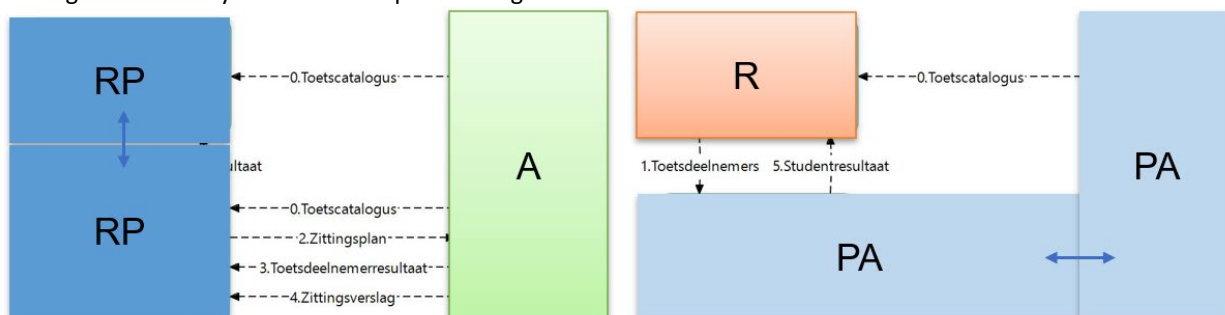 RP
0.Toetscatalogus
ultaat
RP
0.Toetscatalogus
2.Zittingsplan
3.Toetsdeelnemerresultaat
4.Zittingsverslag
A
R
0.Toetscatalogus
1.Toetsdeelnemers
5.Studentresultaat
PA
PA